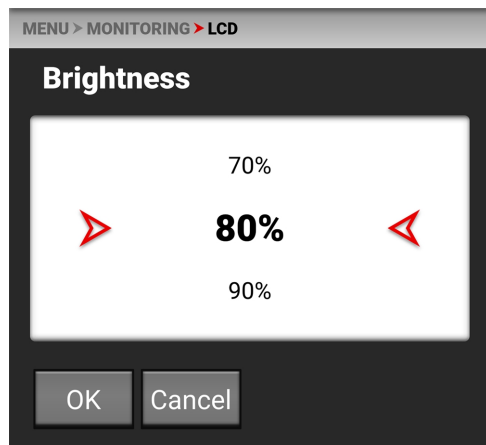 MENU > MONITORING > LCD
Brightness
70%
80%
90%
OK Cancel